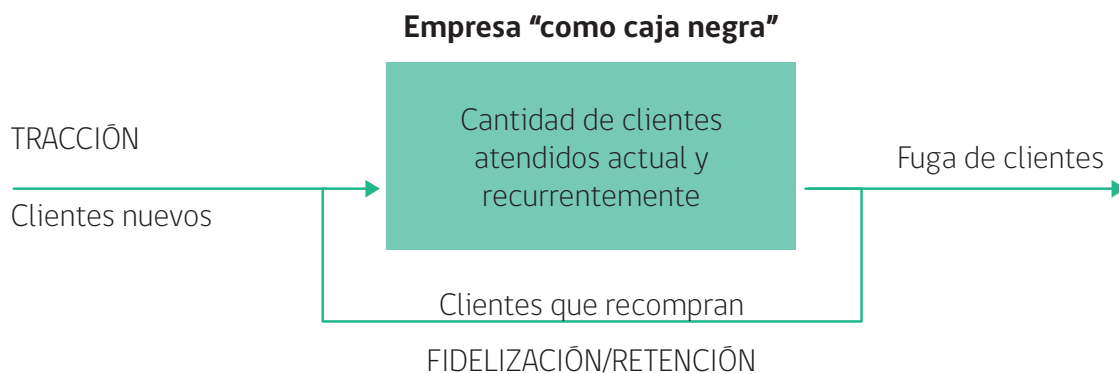 Empresa “como caja negra”
TRACCIÓN
Clientes nuevos
Cantidad de clientes
atendidos actual y
recurrentemente
Fuga de clientes
Clientes que recompran
FIDELIZACIÓN/RETENCIÓN